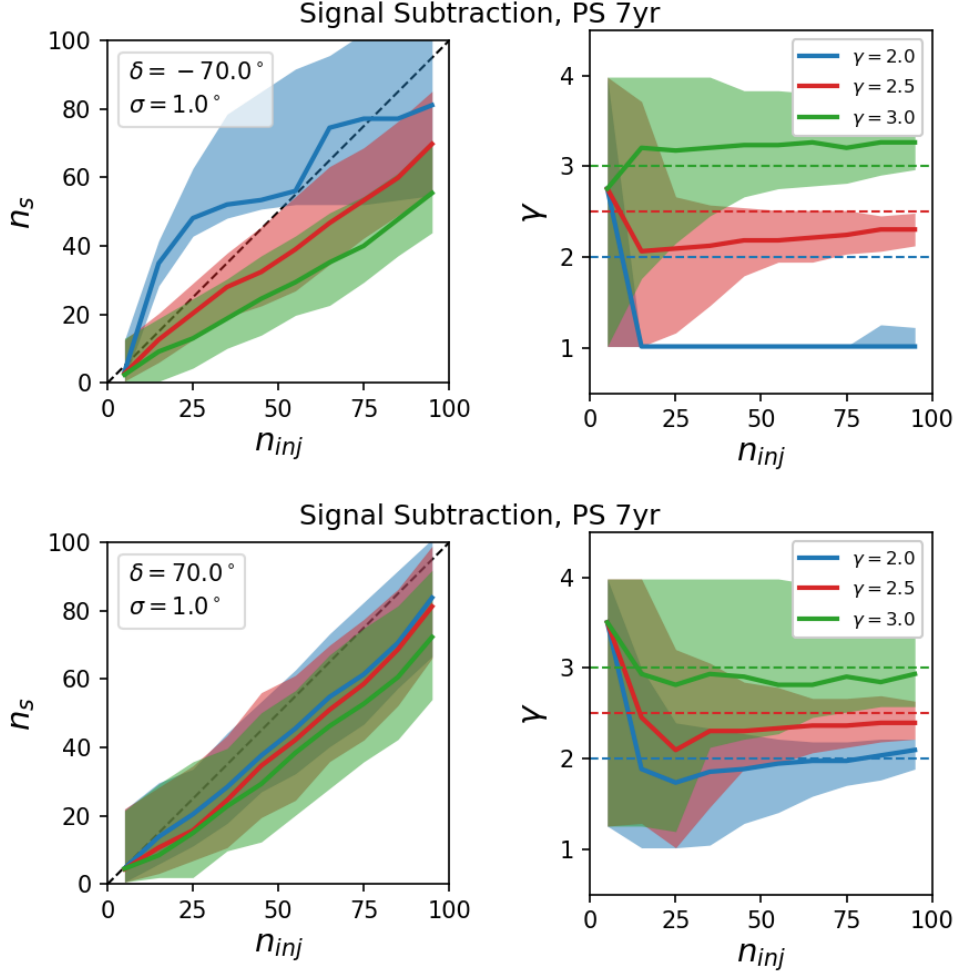 Signal Subtraction, PS 7yr
δ = −70.0°
σ = 1.0°
100
80
60
40
20
0
n_s
0 25 50 75 100
n_inj
γ = 2.0
γ = 2.5
γ = 3.0
4
3
2
1
γ
0 25 50 75 100
n_inj
Signal Subtraction, PS 7yr
δ = 70.0°
σ = 1.0°
100
80
60
40
20
0
n_s
0 25 50 75 100
n_inj
γ = 2.0
γ = 2.5
γ = 3.0
4
3
2
1
γ
0 25 50 75 100
n_inj